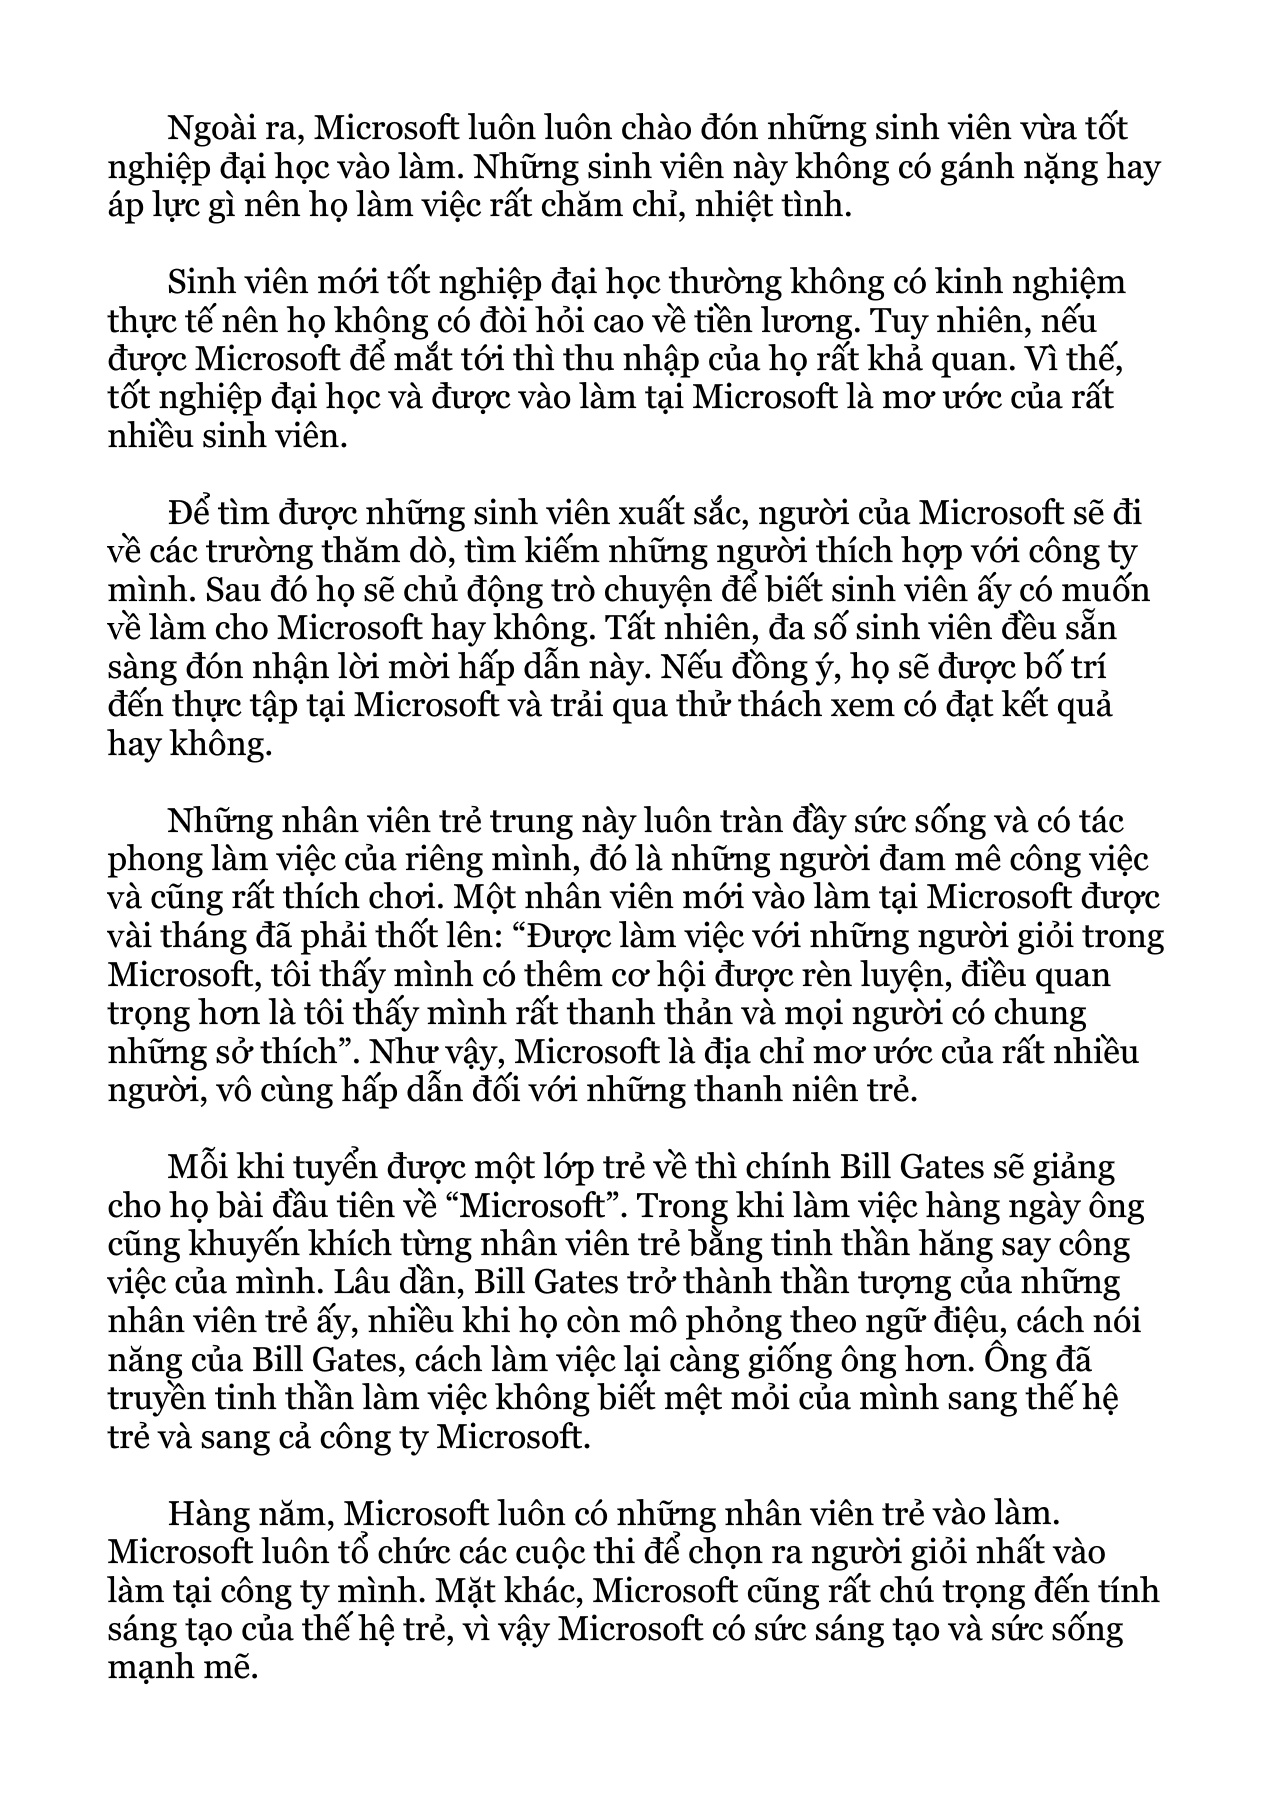 Ngoài ra, Microsoft luôn luôn chào đón những sinh viên vừa tốt
nghiệp đại học vào làm. Những sinh viên này không có gánh nặng hay
áp lực gì nên họ làm việc rất chăm chỉ, nhiệt tình.
Sinh viên mới tốt nghiệp đại học thường không có kinh nghiệm
thực tế nên họ không có đòi hỏi cao về tiền lương. Tuy nhiên, nếu
được Microsoft để mắt tới thì thu nhập của họ rất khả quan. Vì thế,
tốt nghiệp đại học và được vào làm tại Microsoft là mơ ước của rất
nhiều sinh viên.
Để tìm được những sinh viên xuất sắc, người của Microsoft sẽ đi
về các trường thăm dò, tìm kiếm những người thích hợp với công ty
mình. Sau đó họ sẽ chủ động trò chuyện để biết sinh viên ấy có muốn
về làm cho Microsoft hay không. Tất nhiên, đa số sinh viên đều sẵn
sàng đón nhận lời mời hấp dẫn này. Nếu đồng ý, họ sẽ được bố trí
đến thực tập tại Microsoft và trải qua thử thách xem có đạt kết quả
hay không.
Những nhân viên trẻ trung này luôn tràn đầy sức sống và có tác
phong làm việc của riêng mình, đó là những người đam mê công việc
và cũng rất thích chơi. Một nhân viên mới vào làm tại Microsoft được
vài tháng đã phải thốt lên: “Được làm việc với những người giỏi trong
Microsoft, tôi thấy mình có thêm cơ hội được rèn luyện, điều quan
trọng hơn là tôi thấy mình rất thanh thản và mọi người có chung
những sở thích”. Như vậy, Microsoft là địa chỉ mơ ước của rất nhiều
người, vô cùng hấp dẫn đối với những thanh niên trẻ.
Mỗi khi tuyển được một lớp trẻ về thì chính Bill Gates sẽ giảng
cho họ bài đầu tiên về “Microsoft”. Trong khi làm việc hàng ngày ông
cũng khuyến khích từng nhân viên trẻ bằng tinh thần hăng say công
việc của mình. Lâu dần, Bill Gates trở thành thần tượng của những
nhân viên trẻ ấy, nhiều khi họ còn mô phỏng theo ngữ điệu, cách nói
năng của Bill Gates, cách làm việc lại càng giống ông hơn. Ông đã
truyền tinh thần làm việc không biết mệt mỏi của mình sang thế hệ
trẻ và sang cả công ty Microsoft.
Hàng năm, Microsoft luôn có những nhân viên trẻ vào làm.
Microsoft luôn tổ chức các cuộc thi để chọn ra người giỏi nhất vào
làm tại công ty mình. Mặt khác, Microsoft cũng rất chú trọng đến tính
sáng tạo của thế hệ trẻ, vì vậy Microsoft có sức sáng tạo và sức sống
mạnh mẽ.